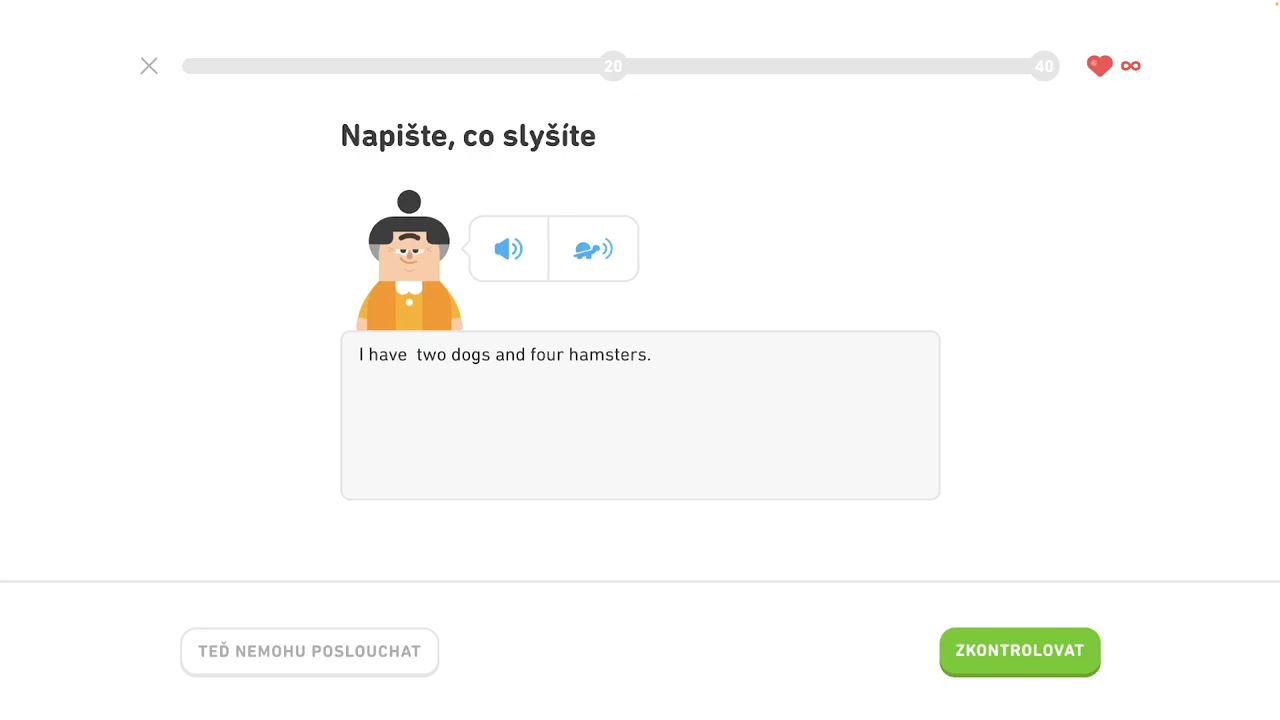 20
40
Napište, co slyšíte
I have  two dogs and four hamsters.
TEĎ NEMOHU POSLOUCHAT
ZKONTROLOVAT